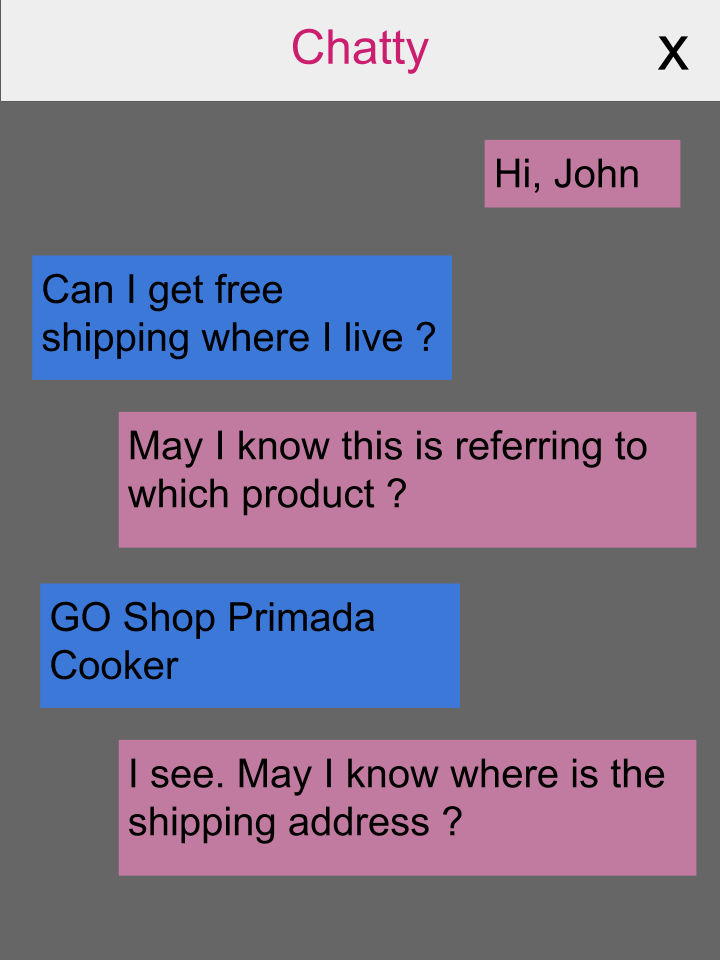 Chatty
X
Hi, John
Can I get free
shipping where I live ?
May I know this is referring to
which product ?
GO Shop Primada
Cooker
I see. May I know where is the
shipping address ?